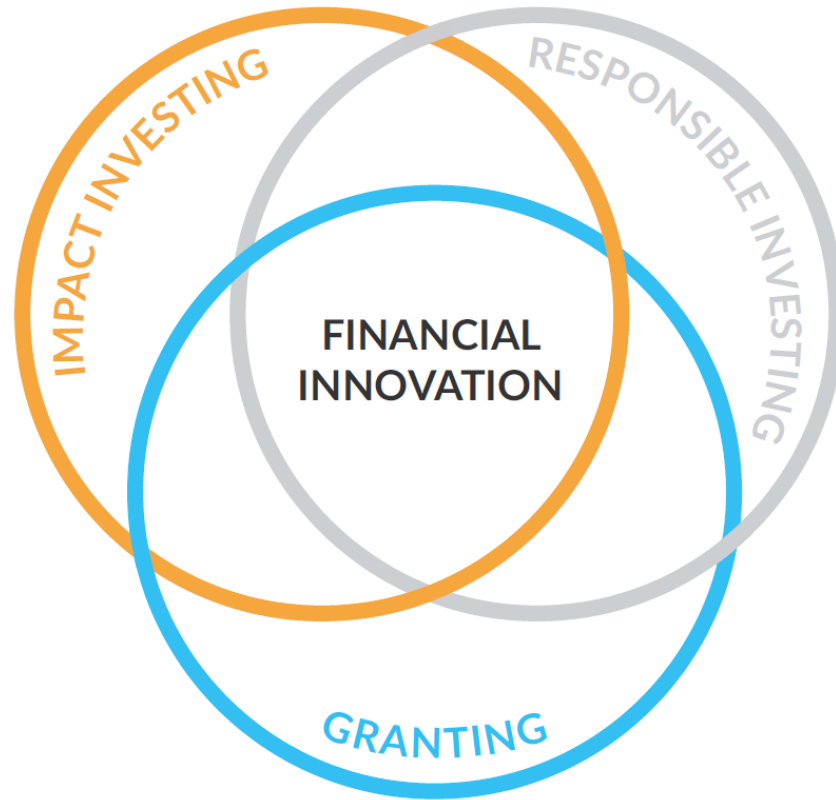 IMPACT INVESTING
RESPONSIBLE INVESTING
FINANCIAL
INNOVATION
GRANTING